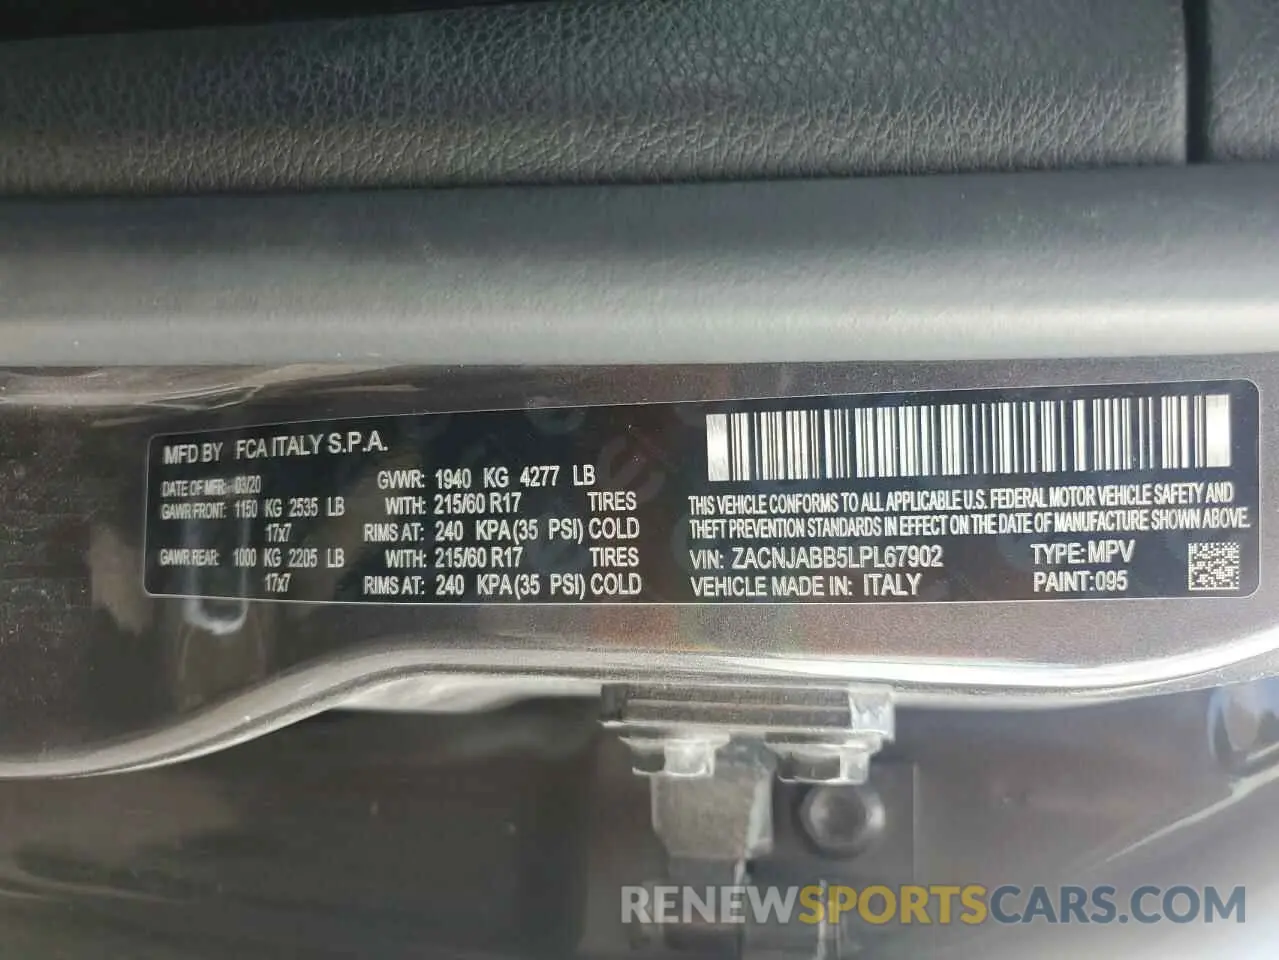 MFD BY FCA ITALY S.P.A.
DATE OF MFR: 03/20 GVWR: 1940 KG 4277 LB
GAWR FRONT: 1150 KG 2535 LB WITH: 215/60 R17 TIRES
17x7 RIMS AT: 240 KPA(35 PSI) COLD
GAWR REAR: 1000 KG 2205 LB WITH: 215/60 R17 TIRES
17x7 RIMS AT: 240 KPA(35 PSI) COLD
THIS VEHICLE CONFORMS TO ALL APPLICABLE U.S. FEDERAL MOTOR VEHICLE SAFETY AND
THEFT PREVENTION STANDARDS IN EFFECT ON THE DATE OF MANUFACTURE SHOWN ABOVE.
VIN: ZACNJABB5LPL67902 TYPE: MPV
VEHICLE MADE IN: ITALY PAINT: 095
RENEWSPORTSCARS.COM